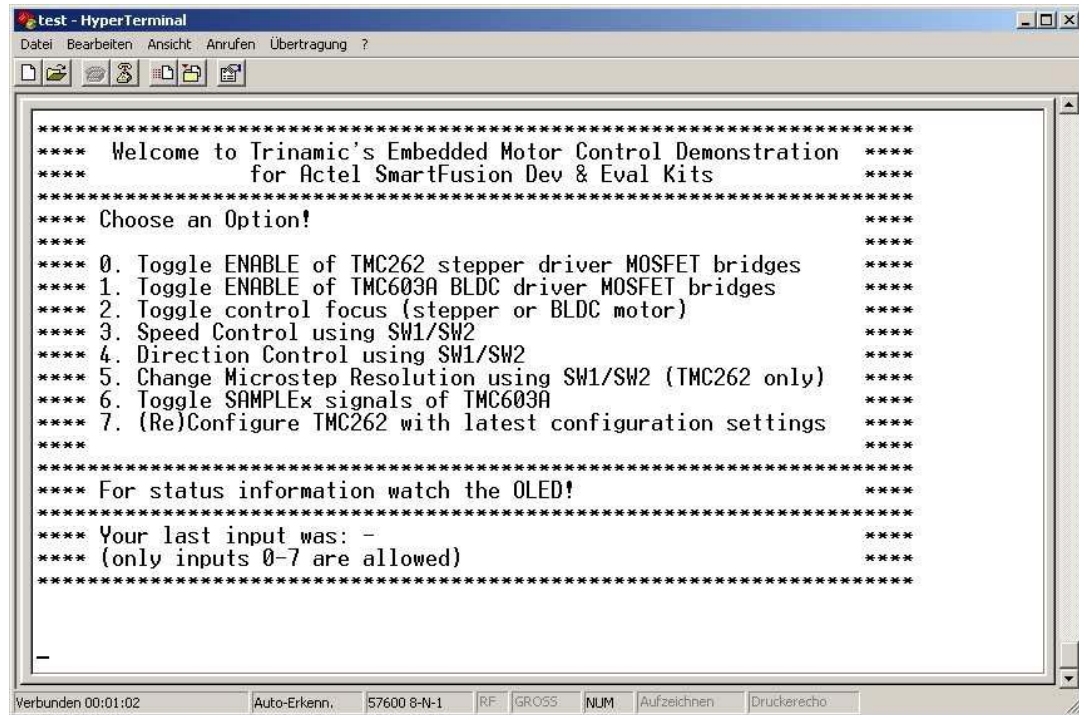 test - HyperTerminal
Datei Bearbeiten Ansicht Anrufen Übertragung ?
**********************************************************************
**** Welcome to Trinamic's Embedded Motor Control Demonstration ****
**** for Actel SmartFusion Dev & Eval Kits ****
**********************************************************************
**** Choose an Option! ****
**** ****
**** 0. Toggle ENABLE of TMC262 stepper driver MOSFET bridges ****
**** 1. Toggle ENABLE of TMC603A BLDC driver MOSFET bridges ****
**** 2. Toggle control focus (stepper or BLDC motor) ****
**** 3. Speed Control using SW1/SW2 ****
**** 4. Direction Control using SW1/SW2 ****
**** 5. Change Microstep Resolution using SW1/SW2 (TMC262 only) ****
**** 6. Toggle SAMPLEx signals of TMC603A ****
**** 7. (Re)Configure TMC262 with latest configuration settings ****
**** ****
**********************************************************************
**** For status information watch the OLED! ****
**********************************************************************
**** Your last input was: - ****
**** (only inputs 0-7 are allowed) ****
**********************************************************************
_
Verbunden 00:01:02 Auto-Erkenn. 57600 8-N-1 RF GROSS NUM Aufzeichnen Druckerecho